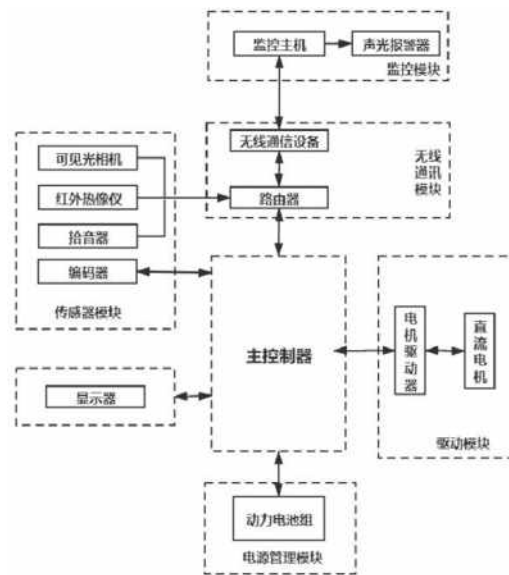 监控主机
声光报警器
监控模块
无线通信设备
无线
通讯
模块
路由器
可见光相机
红外热像仪
拾音器
编码器
传感器模块
主控制器
电机驱动器
直流电机
驱动模块
显示器
动力电池组
电源管理模块